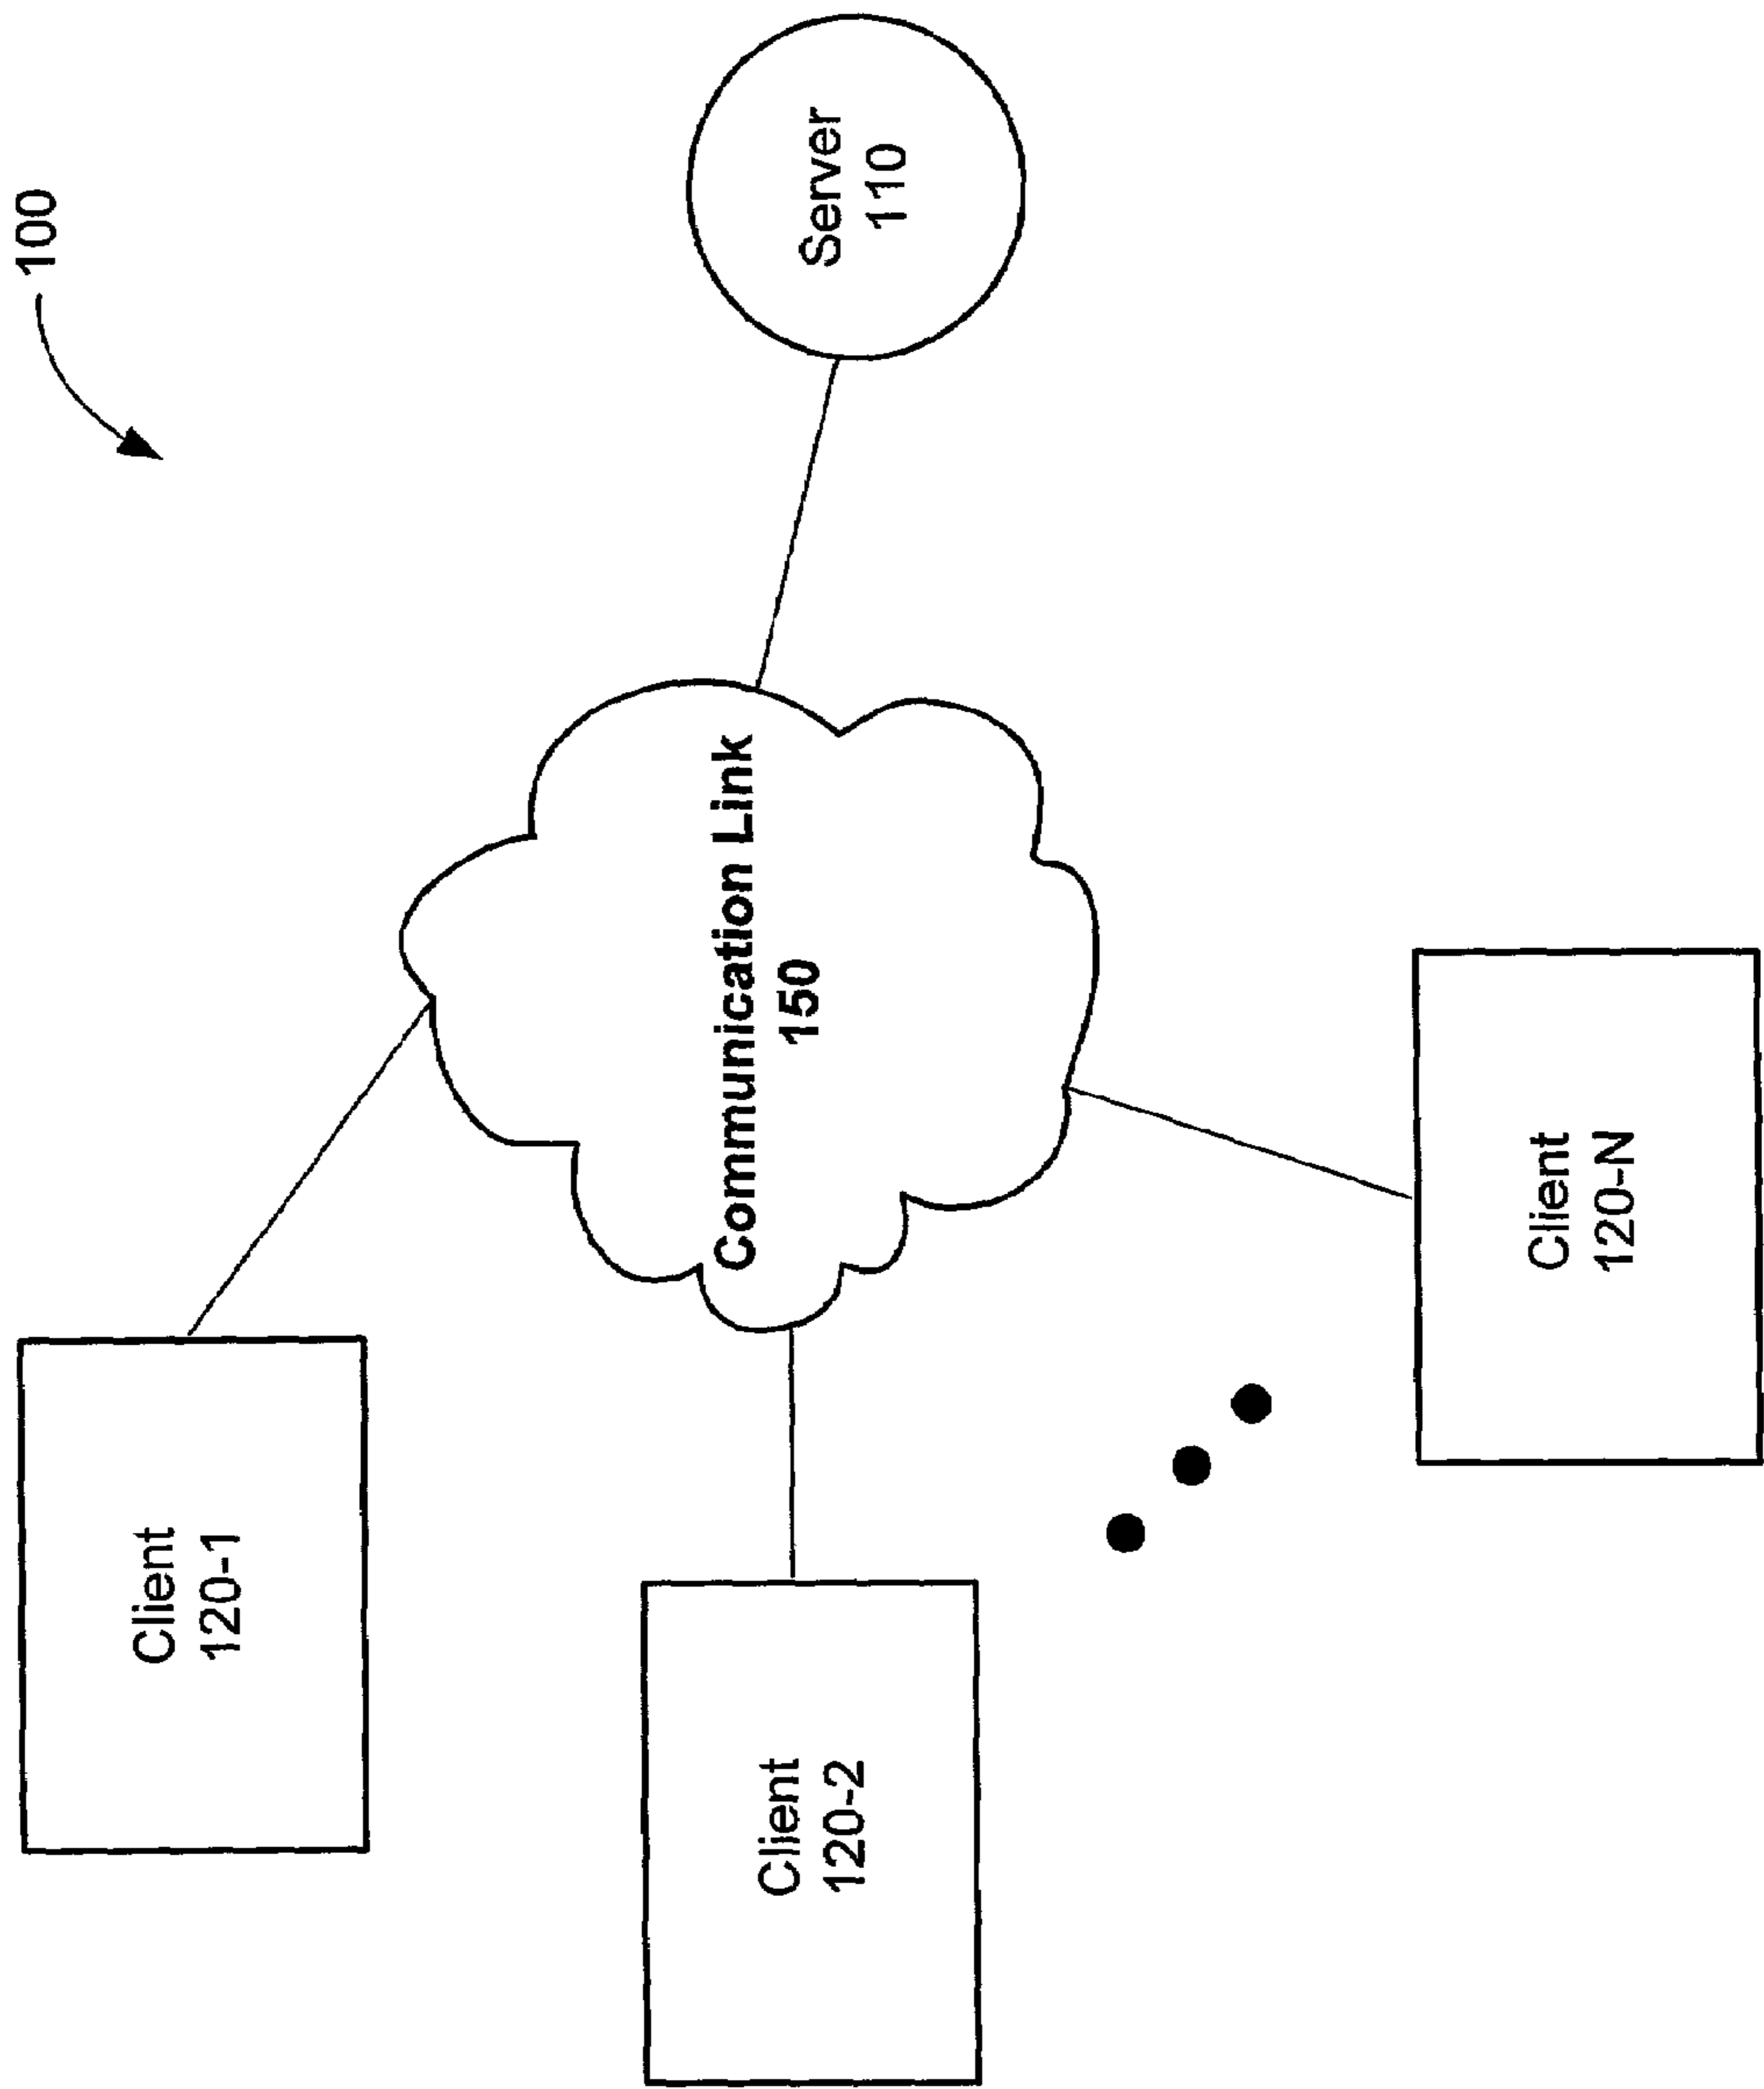 100
Client
120-1
Communication Link
150
Server
110
Client
120-2
Client
120-N